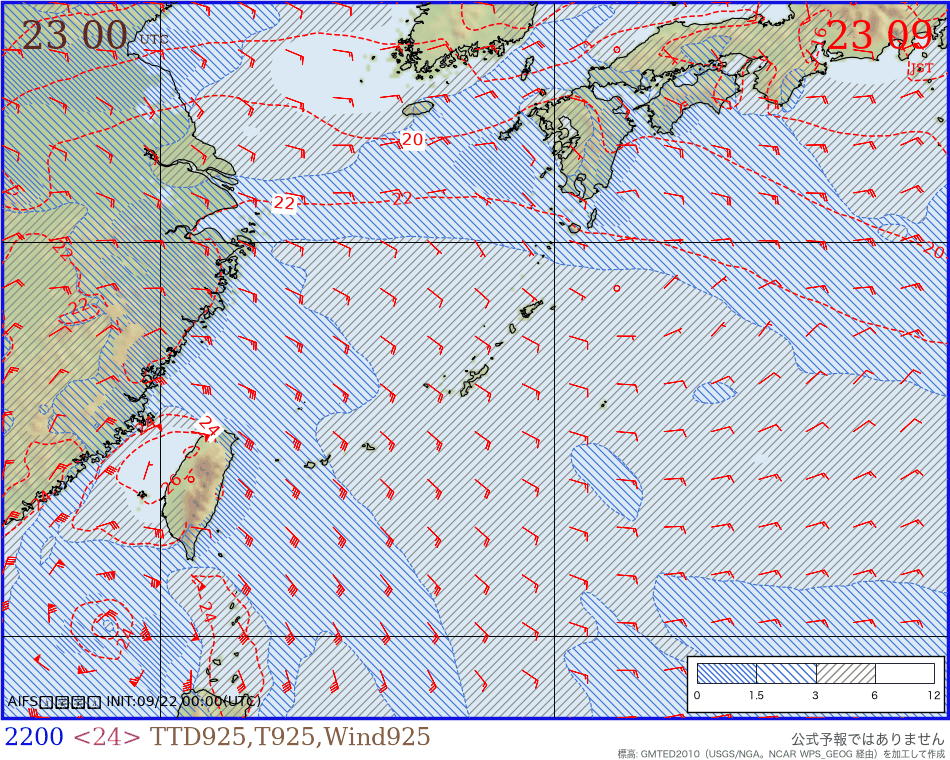 23 00 UTC
23 09
JST
16
20
22
22
20
22
22
24
26
24
24
0 1.5 3 6 12
AIFS□□□□ INIT:09/22 00:00(UTC)
2200 <24> TTD925,T925,Wind925
公式予報ではありません
標高: GMTED2010（USGS/NGA。NCAR WPS_GEOG 経由）を加工して作成